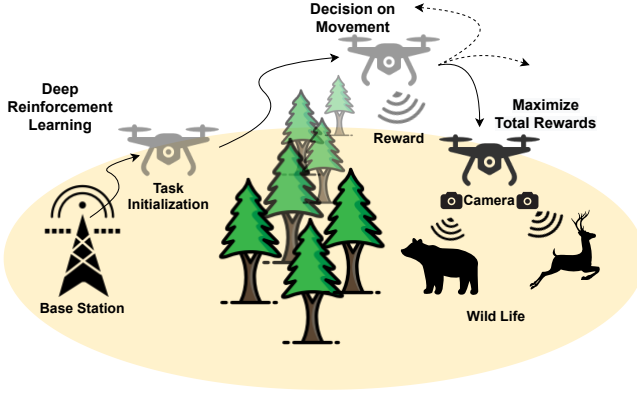 Decision on
Movement
Deep
Reinforcement
Learning
Maximize
Total Rewards
Reward
Task
Initialization
Camera
Base Station
Wild Life